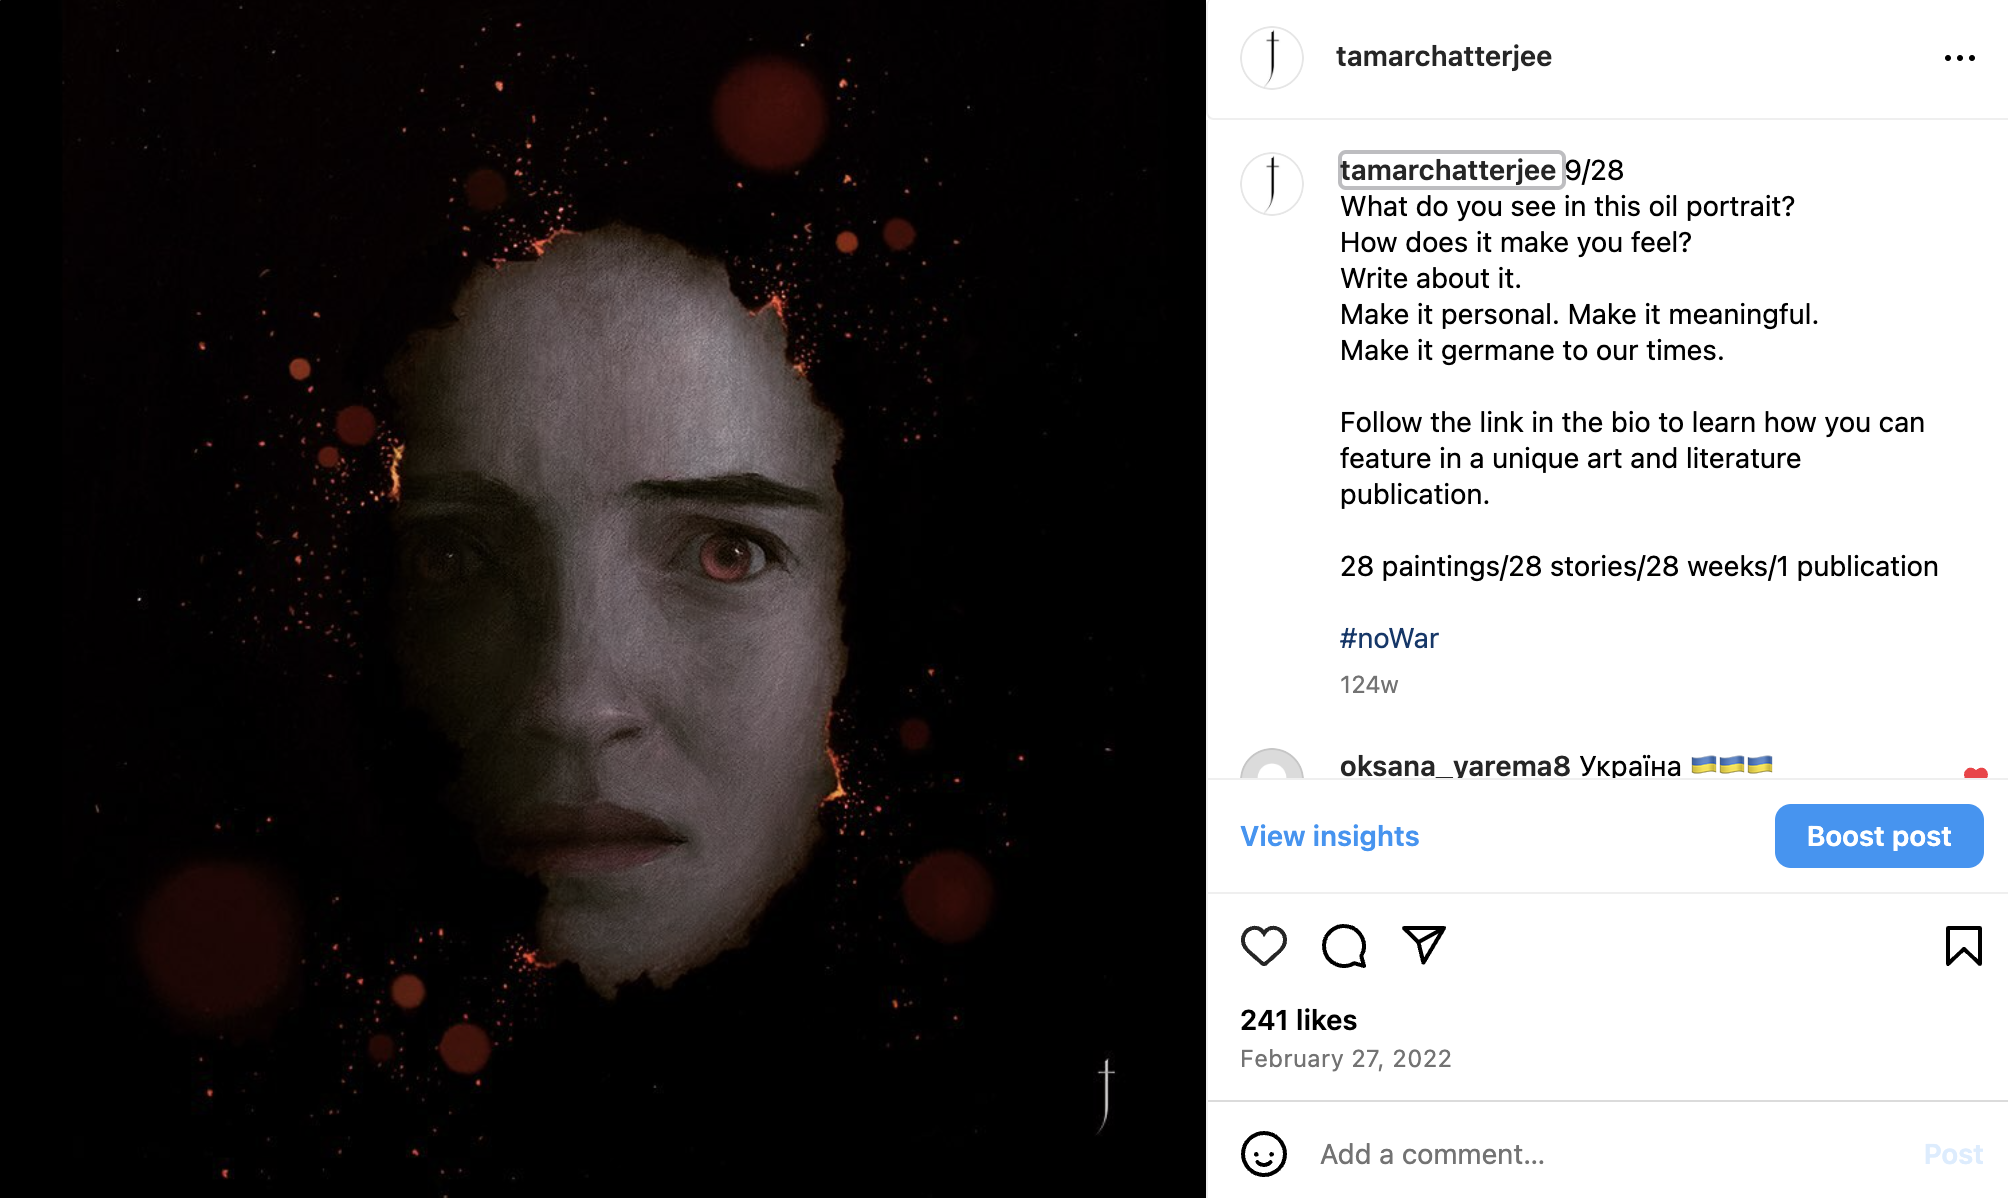 tamarchatterjee
tamarchatterjee 9/28
What do you see in this oil portrait?
How does it make you feel?
Write about it.
Make it personal. Make it meaningful.
Make it germane to our times.
Follow the link in the bio to learn how you can
feature in a unique art and literature
publication.
28 paintings/28 stories/28 weeks/1 publication
#noWar
124w
oksana_yarema8 Україна 🇺🇦🇺🇦🇺🇦
View insights
Boost post
241 likes
February 27, 2022
Add a comment...
Post